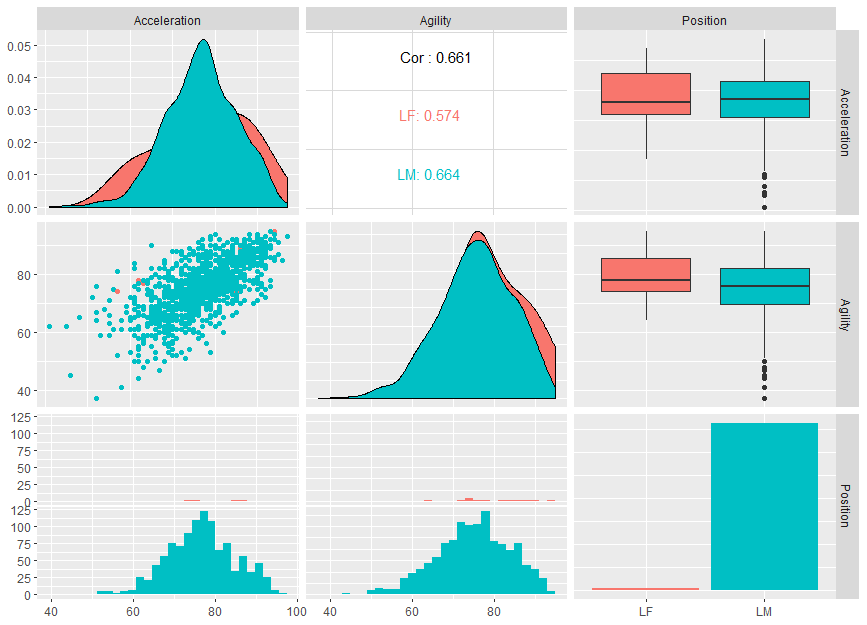 Acceleration Agility Position
0.05
0.04
0.03
0.02
0.01
0.00
Cor : 0.661
LF: 0.574
LM: 0.664
Acceleration
80
60
40
Agility
125
100
75
50
25
0
125
100
75
50
25
0
Position
40 60 80 100 40 60 80 LF LM